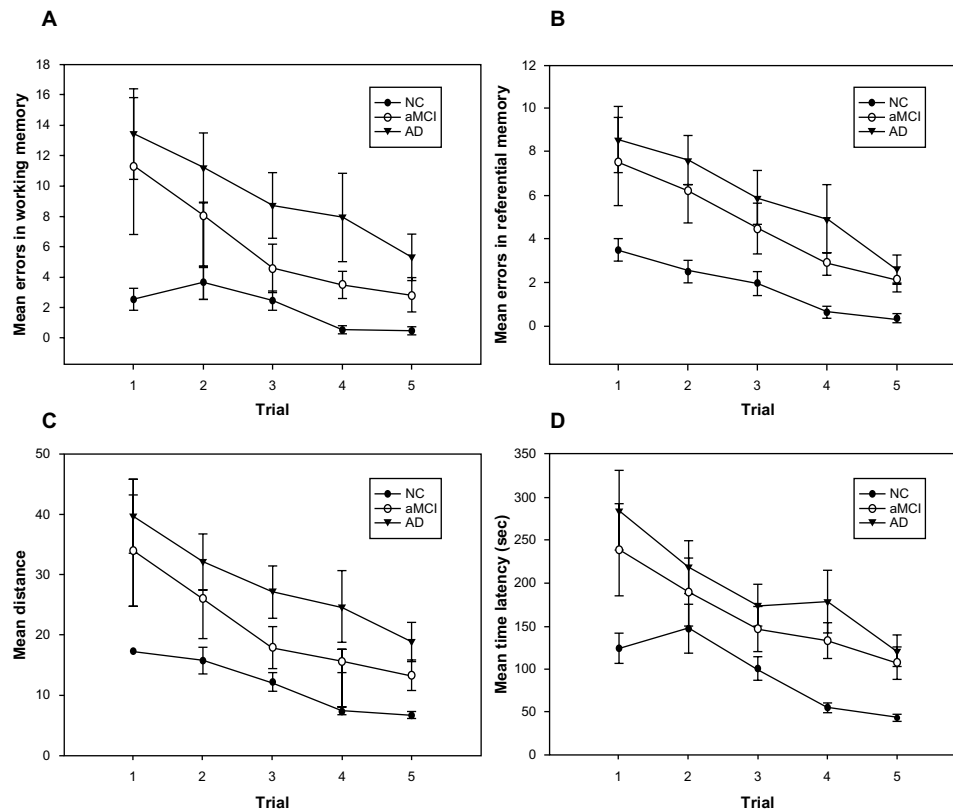 A
Mean errors in working memory
18
16
14
12
10
8
6
4
2
0
NC
aMCI
AD
1 2 3 4 5
Trial
B
Mean errors in referential memory
12
10
8
6
4
2
0
NC
aMCI
AD
1 2 3 4 5
Trial
C
Mean distance
50
40
30
20
10
0
NC
aMCI
AD
1 2 3 4 5
Trial
D
Mean time latency (sec)
350
300
250
200
150
100
50
0
NC
aMCI
AD
1 2 3 4 5
Trial